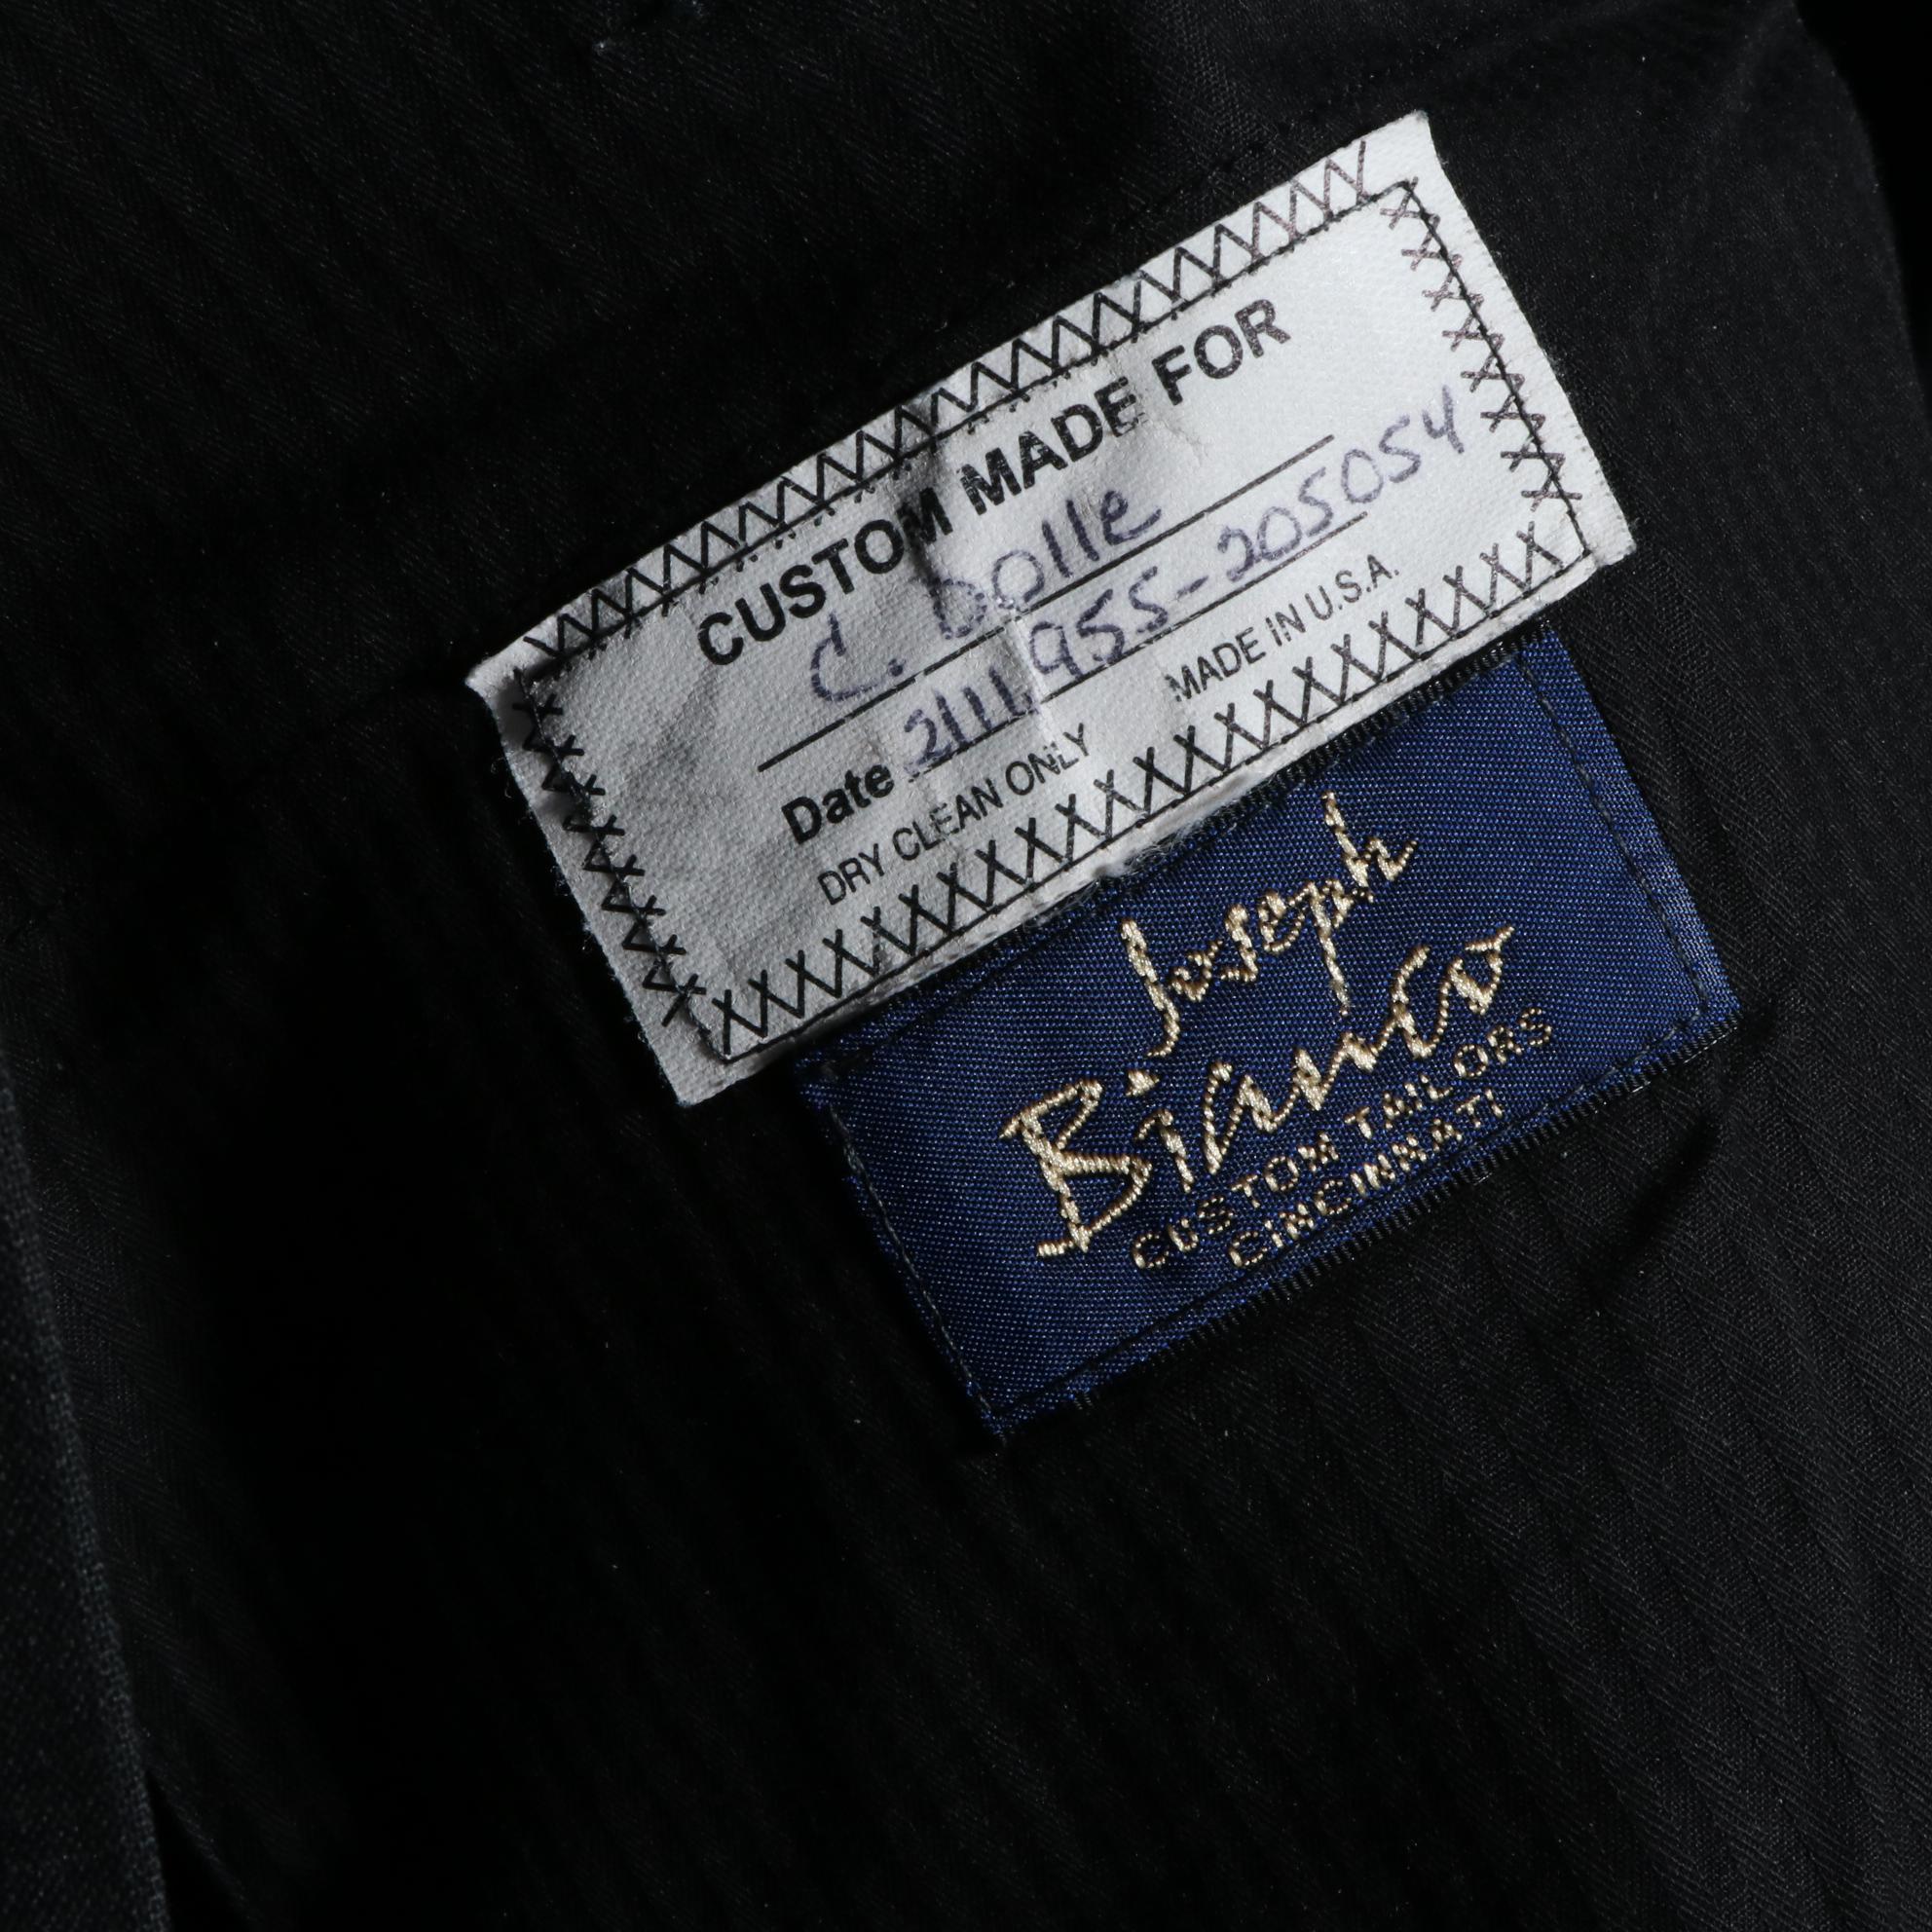 CUSTOM MADE FOR
C. Dolle
Date 2111955-205054
DRY CLEAN ONLY MADE IN U.S.A.
Joseph
Bianco
CUSTOM TAILORS
CINCINNATI